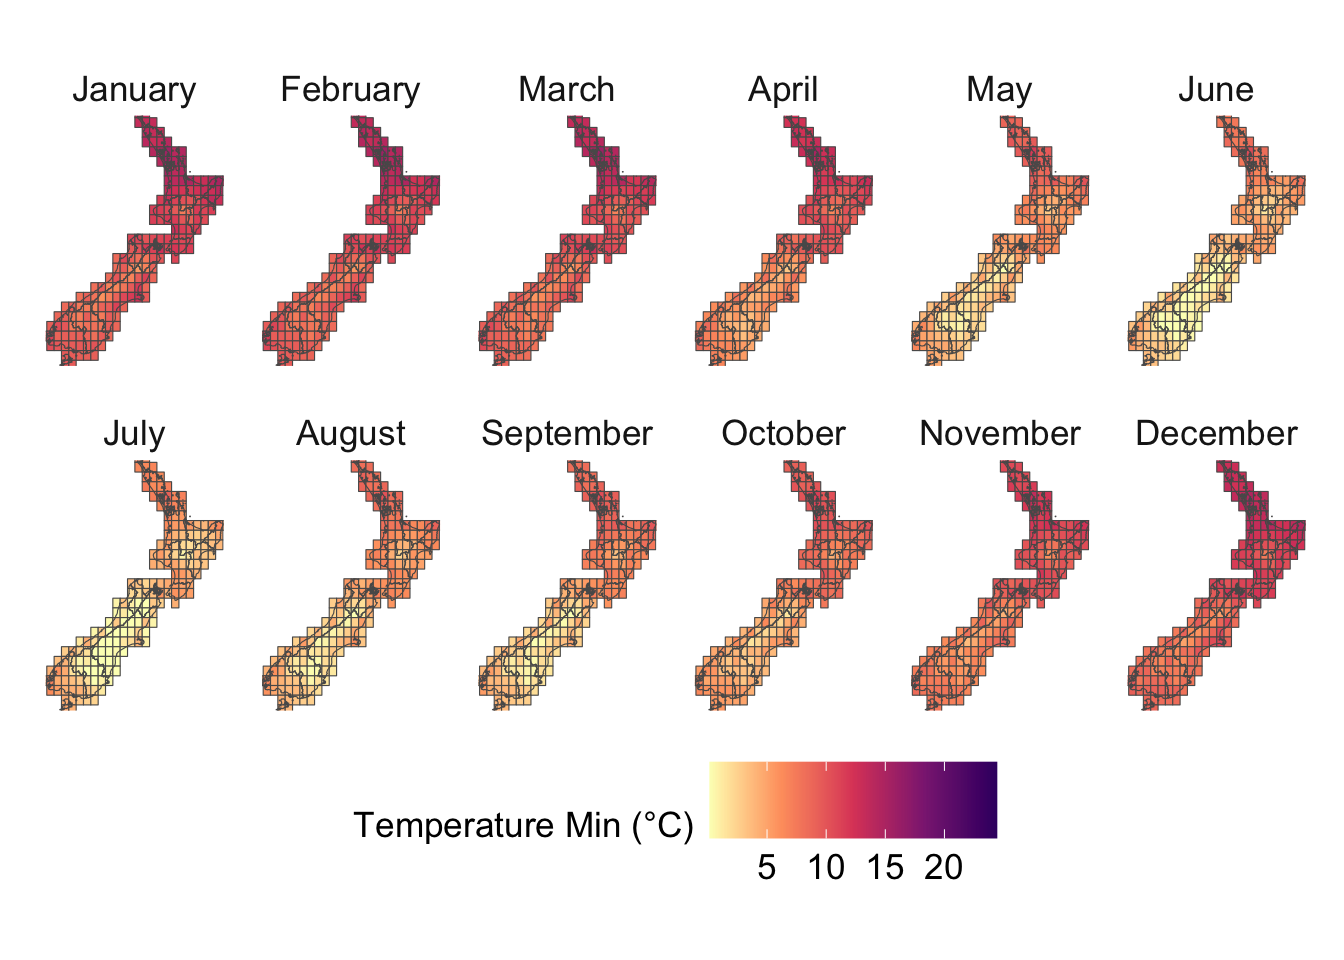 January February March April May June
July August September October November December
Temperature Min (°C)
5 10 15 20